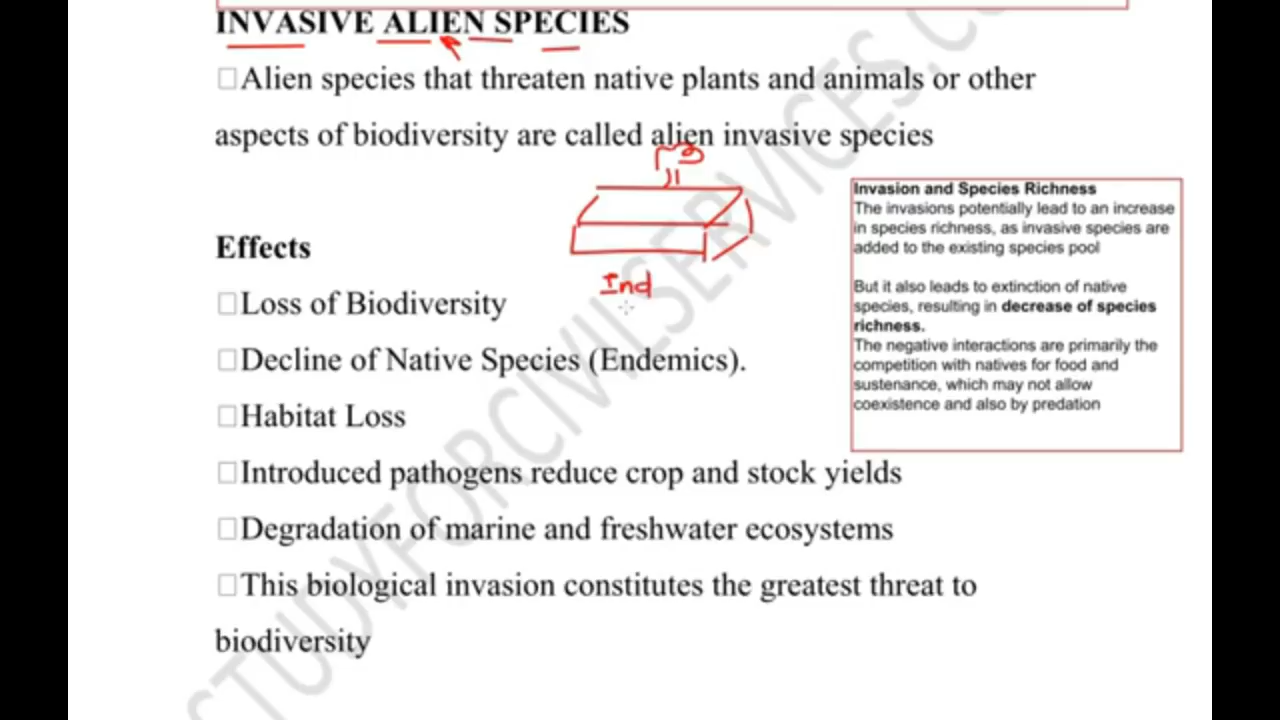 INVASIVE ALIEN SPECIES
Alien species that threaten native plants and animals or other
aspects of biodiversity are called alien invasive species
Effects
Loss of Biodiversity
Decline of Native Species (Endemics).
Habitat Loss
Introduced pathogens reduce crop and stock yields
Degradation of marine and freshwater ecosystems
This biological invasion constitutes the greatest threat to
biodiversity
Ind
Invasion and Species Richness
The invasions potentially lead to an increase
in species richness, as invasive species are
added to the existing species pool
But it also leads to extinction of native
species, resulting in decrease of species
richness.
The negative interactions are primarily the
competition with natives for food and
sustenance, which may not allow
coexistence and also by predation
STUDYFORCIVILSERVICES.CO